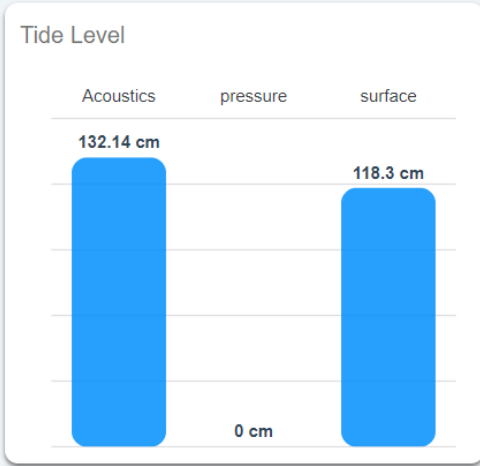 Tide Level
Acoustics pressure surface
132.14 cm
118.3 cm
0 cm